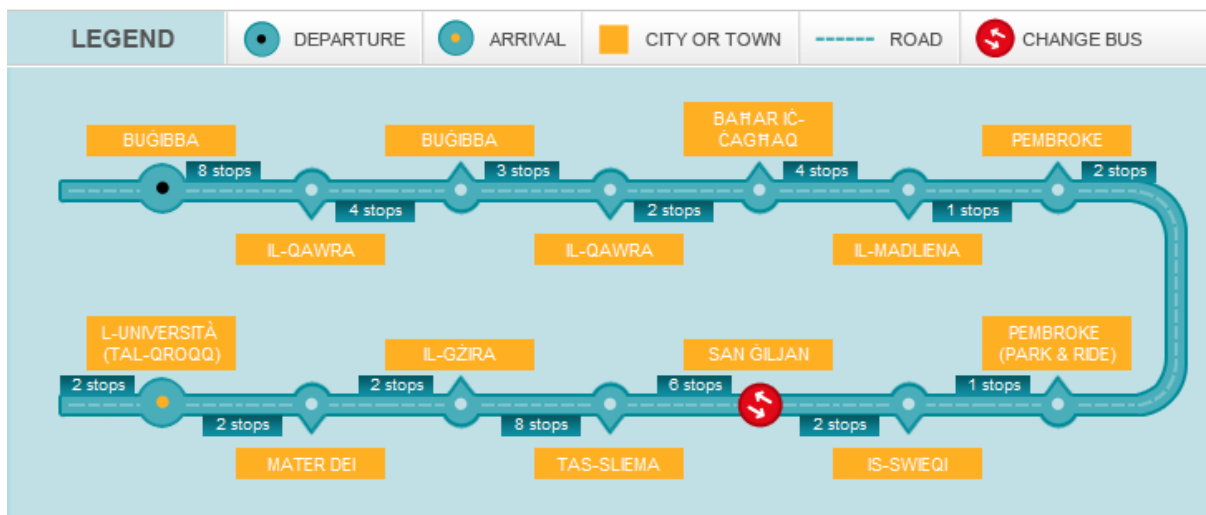 LEGEND
DEPARTURE
ARRIVAL
CITY OR TOWN
ROAD
CHANGE BUS
BUĠIBBA
8 stops
IL-QAWRA
4 stops
BUĠIBBA
3 stops
IL-QAWRA
2 stops
BAĦAR IĊ-
ĊAGĦAQ
4 stops
IL-MADLIENA
1 stops
PEMBROKE
2 stops
PEMBROKE
(PARK & RIDE)
1 stops
IS-SWIEQI
2 stops
SAN ĠILJAN
6 stops
TAS-SLIEMA
8 stops
IL-GŻIRA
2 stops
MATER DEI
2 stops
L-UNIVERSITÀ
(TAL-QROQQ)
2 stops